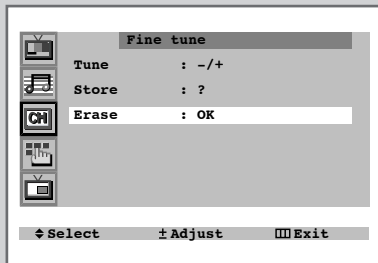 Fine tune
Tune : -/+
Store : ?
CH
Erase : OK
Select ± Adjust Exit